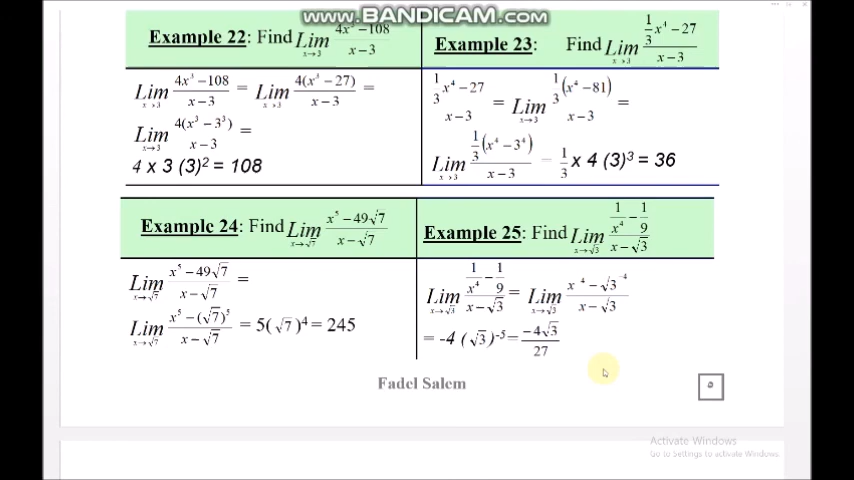 www.BANDICAM.com
Example 22: Find Lim x→3 (4x³ −108)/(x−3)
Example 23: Find Lim x→3 (1/3 x⁴ −27)/(x−3)
Lim x→3 (4x³ −108)/(x−3) = Lim x→3 4(x³ −27)/(x−3) =
Lim x→3 4(x³ −3³)/(x−3) =
4 x 3 (3)² = 108
(1/3 x⁴ −27)/(x−3) = Lim x→3 1/3(x⁴ −81)/(x−3) =
Lim x→3 1/3(x⁴ −3⁴)/(x−3) = 1/3 x 4 (3)³ = 36
Example 24: Find Lim x→√7 (x⁵ −49√7)/(x−√7)
Example 25: Find Lim x→√3 (1/x⁴ − 1/9)/(x−√3)
Lim x→√7 (x⁵ −49√7)/(x−√7) =
Lim x→√7 (x⁵ −(√7)⁵)/(x−√7) = 5(√7)⁴ = 245
Lim x→√3 (1/x⁴ − 1/9)/(x−√3) = Lim x→√3 (x⁻⁴ −√3⁻⁴)/(x−√3)
= -4 (√3)⁻⁵ = −4√3/27
Fadel Salem
٥
Activate Windows
Go to Settings to activate Windows.